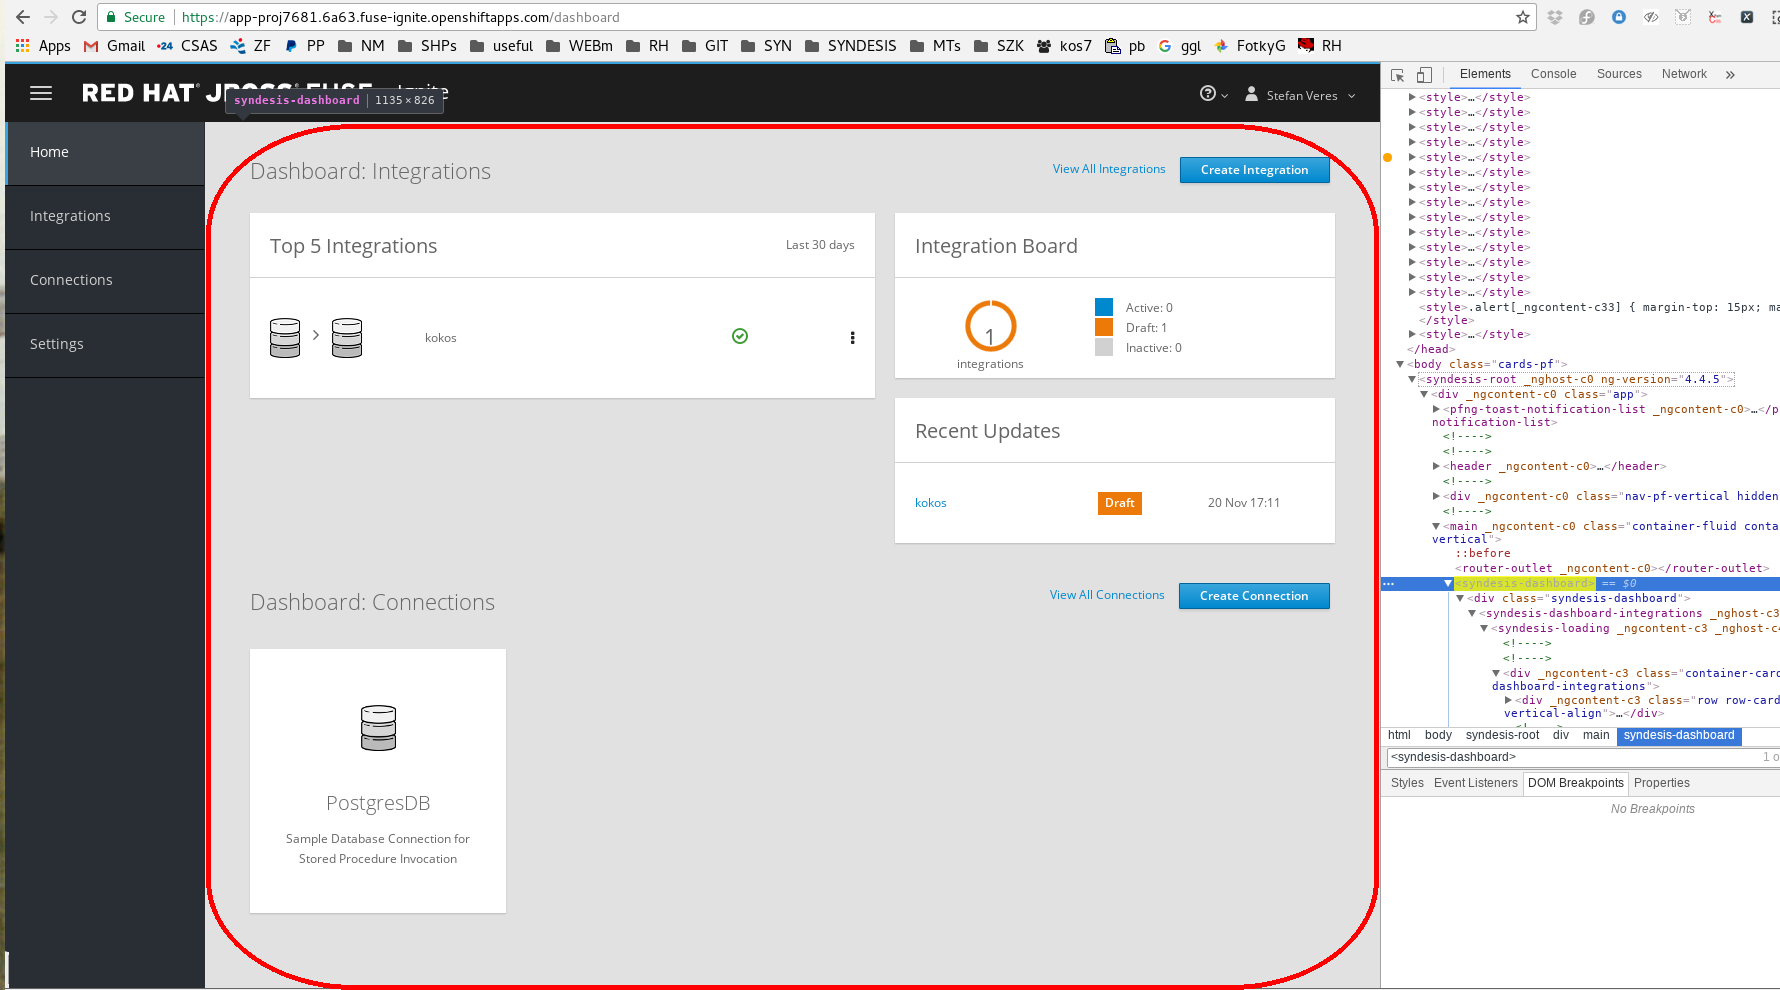 Secure https://app-proj7681.6a63.fuse-ignite.openshiftapps.com/dashboard
Apps Gmail -24 CSAS ZF PP NM SHPs useful WEBm RH GIT SYN SYNDESIS MTs SZK kos7 pb ggl FotkyG RH
RED HAT JBOSS FUSE Ignite
syndesis-dashboard 1135 × 826
? Stefan Veres
Home
Integrations
Connections
Settings
Dashboard: Integrations View All Integrations Create Integration
Top 5 Integrations Last 30 days
kokos
Integration Board
1
integrations
Active: 0
Draft: 1
Inactive: 0
Recent Updates
kokos Draft 20 Nov 17:11
Dashboard: Connections View All Connections Create Connection
PostgresDB
Sample Database Connection for
Stored Procedure Invocation
Elements Console Sources Network »
▶<style>…</style>
▶<style>…</style>
▶<style>…</style>
▶<style>…</style>
▶<style>…</style>
▶<style>…</style>
▶<style>…</style>
▶<style>…</style>
▶<style>…</style>
▶<style>…</style>
▶<style>…</style>
▶<style>…</style>
▶<style>…</style>
▶<style>…</style>
<style>.alert[_ngcontent-c33] { margin-top: 15px; ma
</style>
▶<style>…</style>
</head>
▼<body class="cards-pf">
▼<syndesis-root _nghost-c0 ng-version="4.4.5">
▼<div _ngcontent-c0 class="app">
▶<pfng-toast-notification-list _ngcontent-c0>…</p
notification-list>
<!---->
<!---->
▶<header _ngcontent-c0>…</header>
<!---->
▶<div _ngcontent-c0 class="nav-pf-vertical hidden
<!---->
▼<main _ngcontent-c0 class="container-fluid conta
vertical">
::before
<router-outlet _ngcontent-c0></router-outlet>
… ▼<syndesis-dashboard> == $0
▼<div class="syndesis-dashboard">
▼<syndesis-dashboard-integrations _nghost-c3
▼<syndesis-loading _ngcontent-c3 _nghost-c4
<!---->
<!---->
▼<div _ngcontent-c3 class="container-card
dashboard-integrations">
▶<div _ngcontent-c3 class="row row-card
vertical-align">…</div>
html body syndesis-root div main syndesis-dashboard
<syndesis-dashboard> 1 o
Styles Event Listeners DOM Breakpoints Properties
No Breakpoints